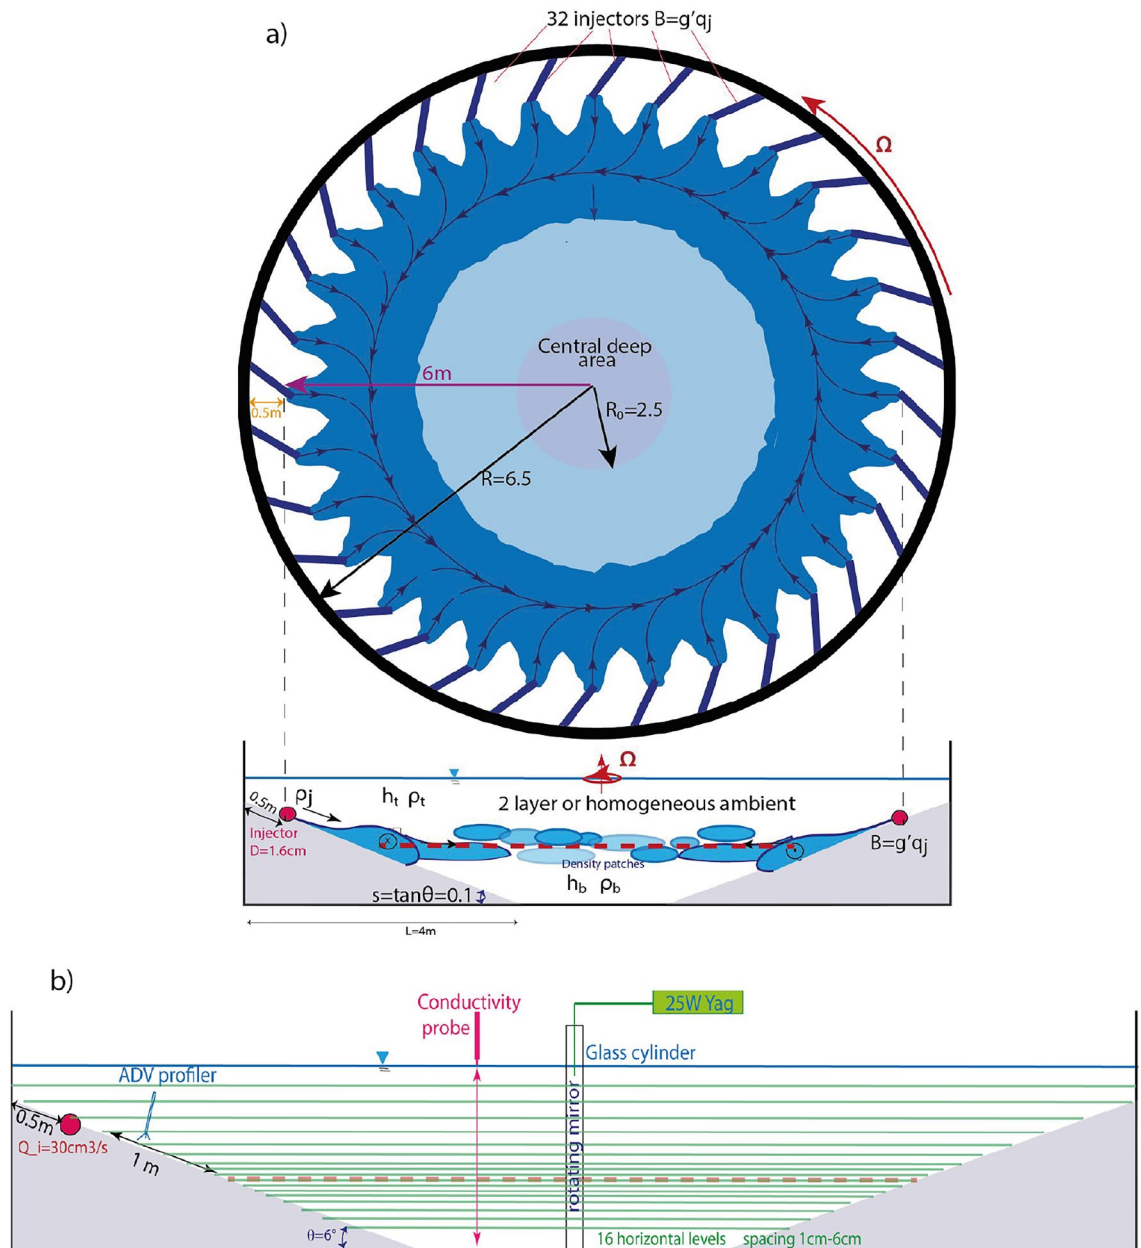 a)
32 injectors B=g'qj
Ω
Central deep
area
6m
R₀=2.5
0.5m
R=6.5
Ω
0.5m
ρj
hₜ ρₜ
2 layer or homogeneous ambient
Injector
D=1.6cm
B=g'qj
Density patches
h_b ρ_b
s=tanθ=0.1
L=4m
b)
Conductivity
probe
25W Yag
Glass cylinder
ADV profiler
rotating mirror
0.5m
Q_i=30cm3/s
1 m
θ=6°
16 horizontal levels spacing 1cm-6cm